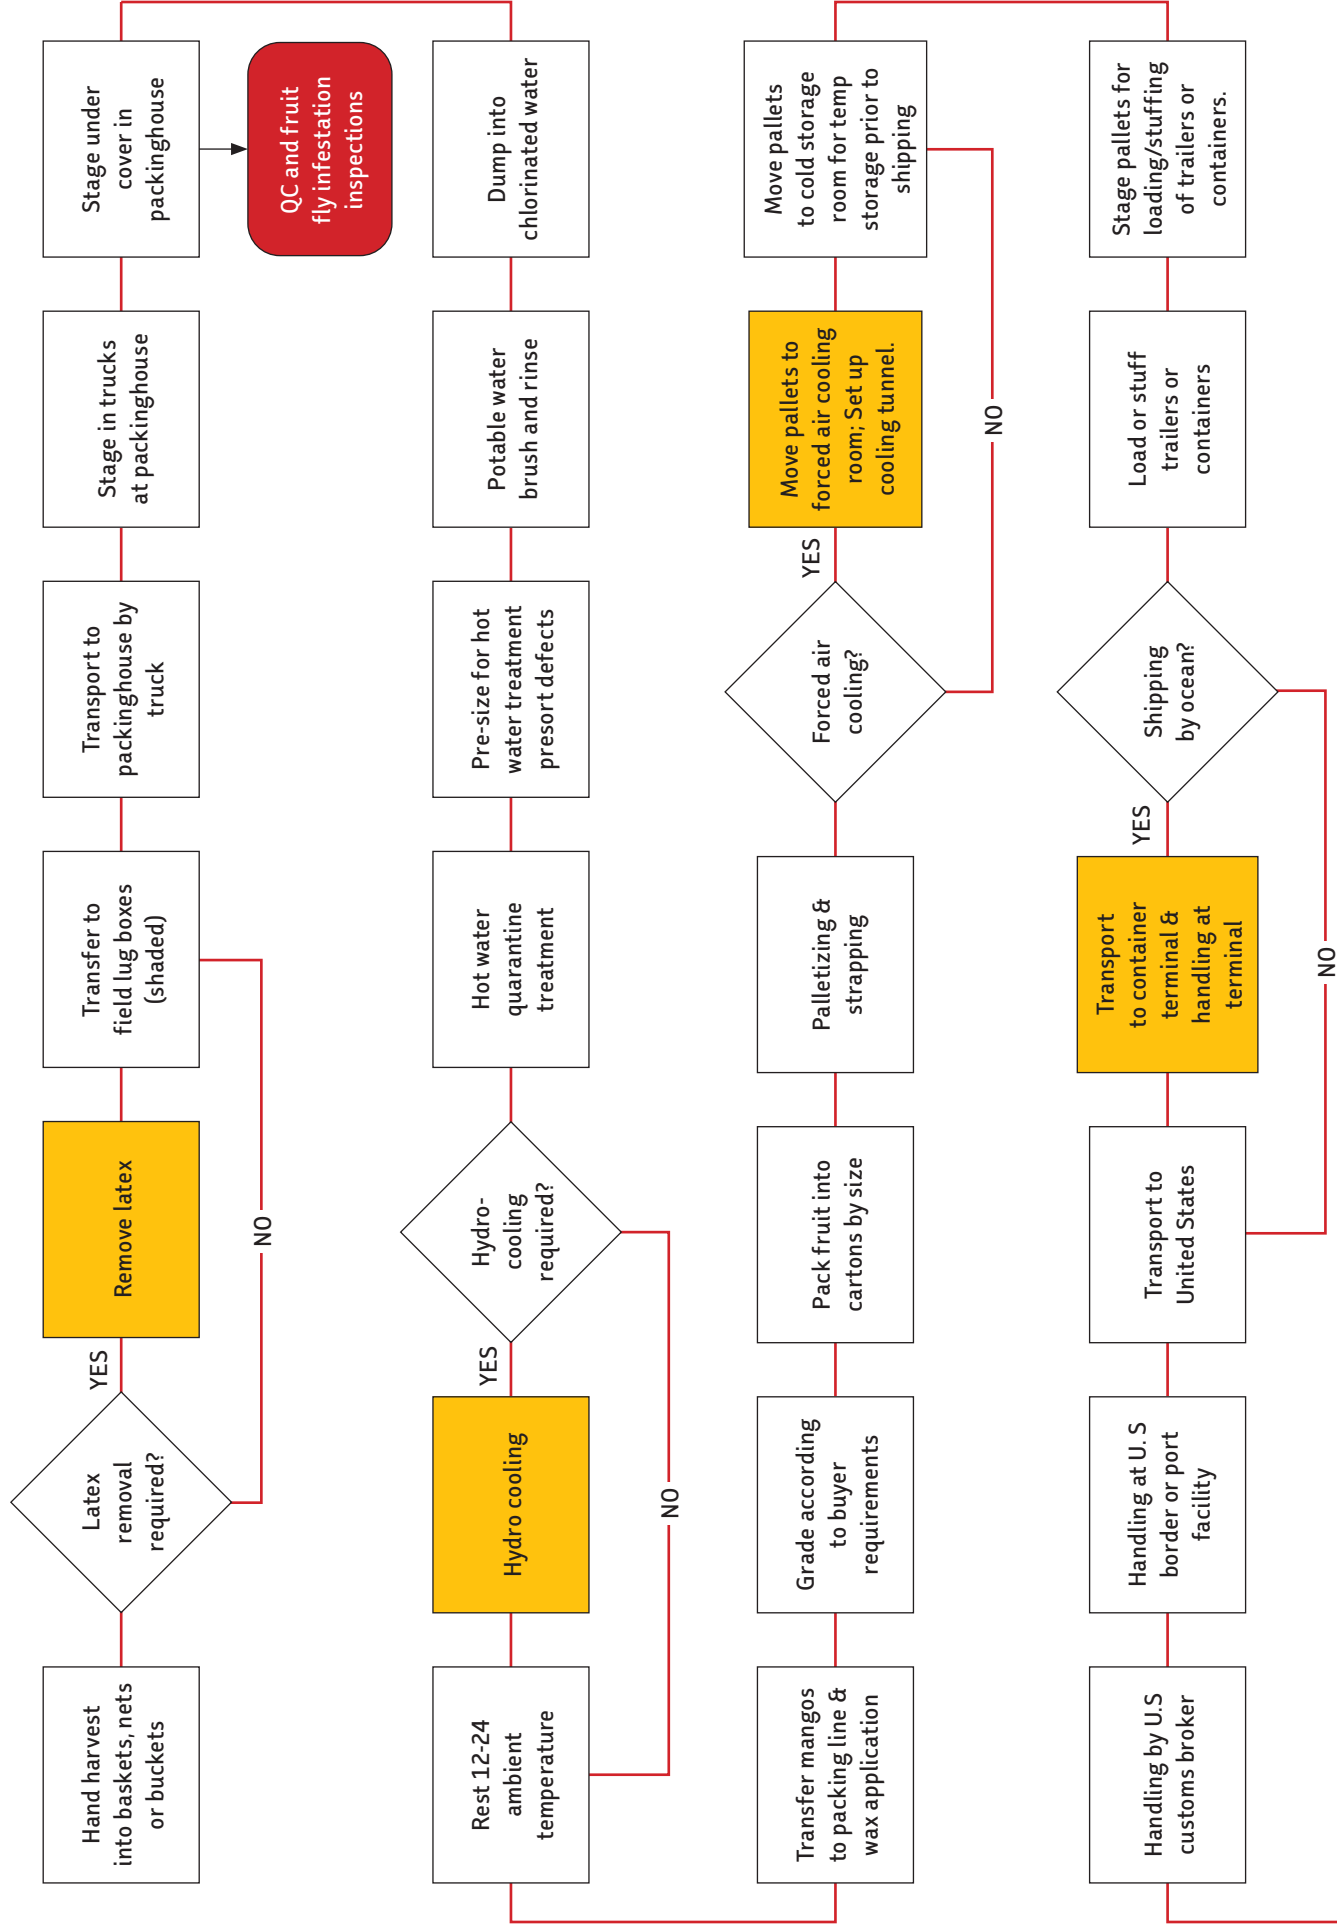 Hand harvest
into baskets, nets
or buckets
Latex
removal
required?
YES
NO
Remove latex
Transfer to
field lug boxes
(shaded)
Transport to
packinghouse by
truck
Stage in trucks
at packinghouse
Stage under
cover in
packinghouse
QC and fruit
fly infestation
inspections
Dump into
chlorinated water
Potable water
brush and rinse
Pre-size for hot
water treatment
presort defects
Hot water
quarantine
treatment
Hydro-
cooling
required?
YES
NO
Hydro cooling
Rest 12-24
ambient
temperature
Transfer mangos
to packing line &
wax application
Grade according
to buyer
requirements
Pack fruit into
cartons by size
Palletizing &
strapping
Forced air
cooling?
YES
NO
Move pallets to
forced air cooling
room; Set up
cooling tunnel.
Move pallets
to cold storage
room for temp
storage prior to
shipping
Stage pallets for
loading/stuffing
of trailers or
containers.
Load or stuff
trailers or
containers
Shipping
by ocean?
YES
NO
Transport
to container
terminal &
handling at
terminal
Transport to
United States
Handling at U. S
border or port
facility
Handling by U.S
customs broker